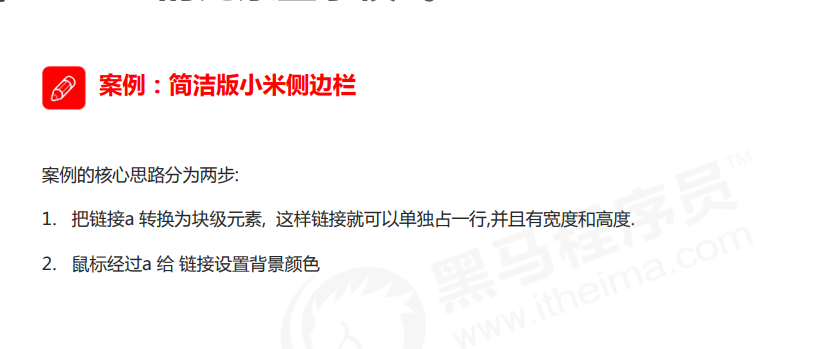 案例：简洁版小米侧边栏
案例的核心思路分为两步:
1. 把链接a 转换为块级元素, 这样链接就可以单独占一行,并且有宽度和高度.
2. 鼠标经过a 给 链接设置背景颜色
黑马程序员™
www.itheima.com